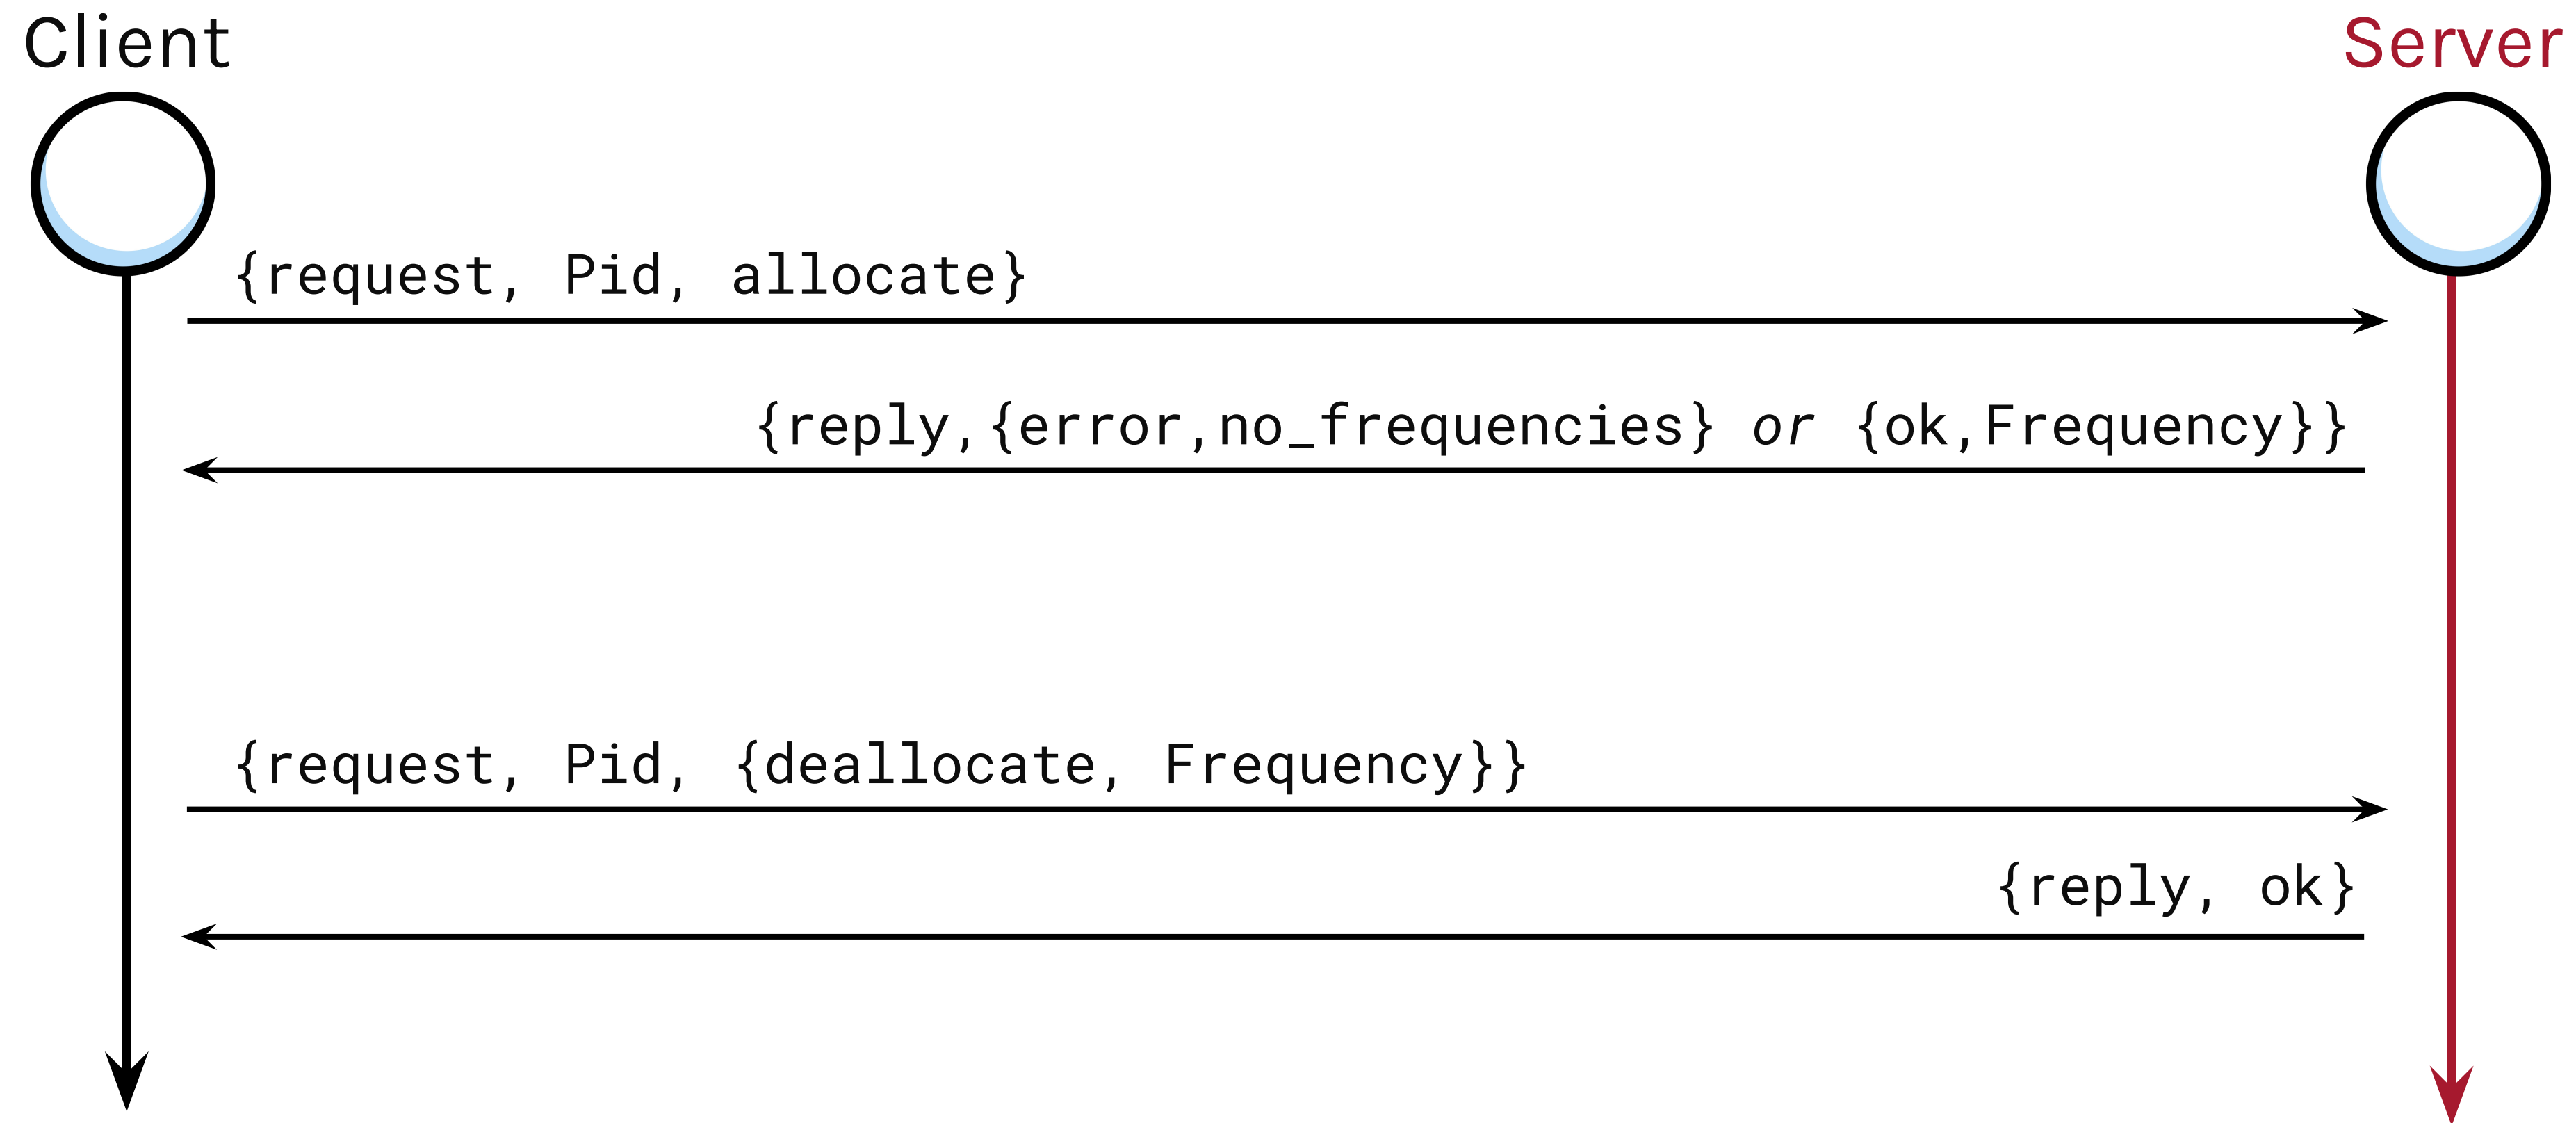 Client
Server
{request, Pid, allocate}
{reply,{error,no_frequencies} or {ok,Frequency}}
{request, Pid, {deallocate, Frequency}}
{reply, ok}